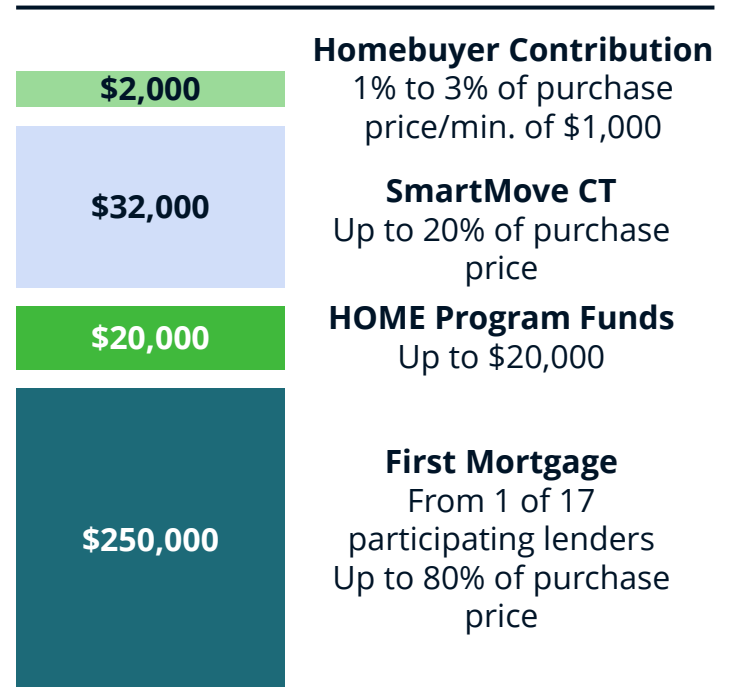 Homebuyer Contribution
$2,000
1% to 3% of purchase
price/min. of $1,000
SmartMove CT
$32,000
Up to 20% of purchase
price
HOME Program Funds
$20,000
Up to $20,000
First Mortgage
From 1 of 17
$250,000
participating lenders
Up to 80% of purchase
price